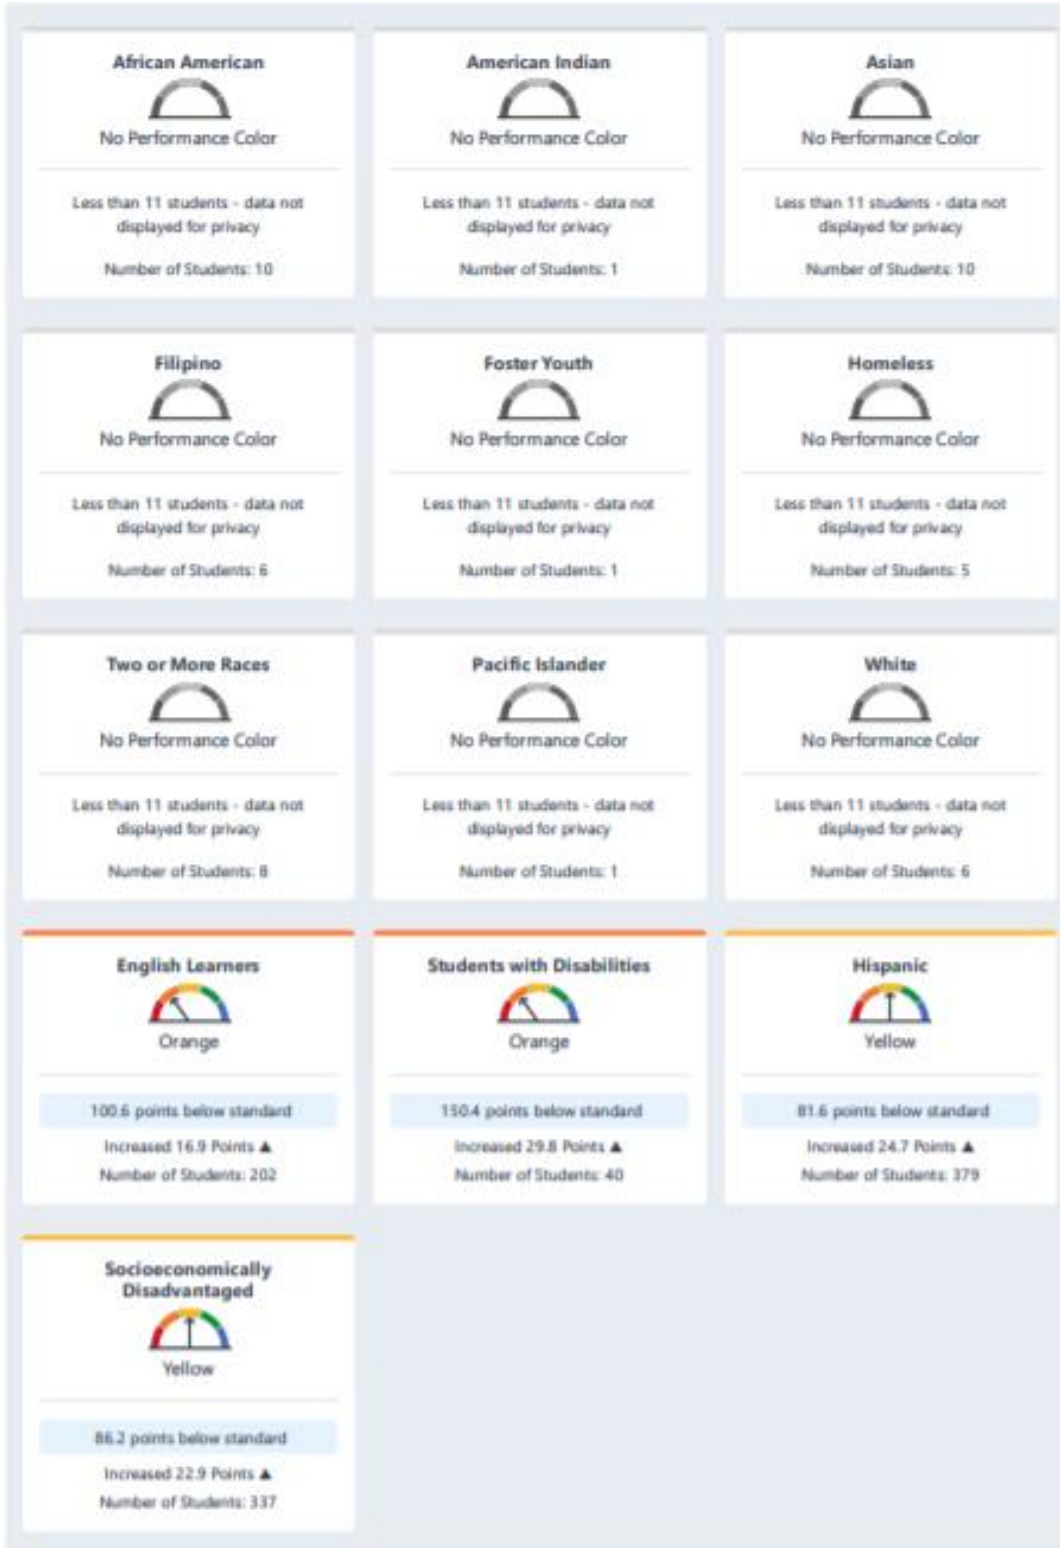 African American
No Performance Color
Less than 11 students - data not
displayed for privacy
Number of Students: 10
American Indian
No Performance Color
Less than 11 students - data not
displayed for privacy
Number of Students: 1
Asian
No Performance Color
Less than 11 students - data not
displayed for privacy
Number of Students: 10
Filipino
No Performance Color
Less than 11 students - data not
displayed for privacy
Number of Students: 6
Foster Youth
No Performance Color
Less than 11 students - data not
displayed for privacy
Number of Students: 1
Homeless
No Performance Color
Less than 11 students - data not
displayed for privacy
Number of Students: 5
Two or More Races
No Performance Color
Less than 11 students - data not
displayed for privacy
Number of Students: 8
Pacific Islander
No Performance Color
Less than 11 students - data not
displayed for privacy
Number of Students: 1
White
No Performance Color
Less than 11 students - data not
displayed for privacy
Number of Students: 6
English Learners
Orange
100.6 points below standard
Increased 16.9 Points ▲
Number of Students: 202
Students with Disabilities
Orange
150.4 points below standard
Increased 29.8 Points ▲
Number of Students: 40
Hispanic
Yellow
81.6 points below standard
Increased 24.7 Points ▲
Number of Students: 379
Socioeconomically
Disadvantaged
Yellow
86.2 points below standard
Increased 22.9 Points ▲
Number of Students: 337